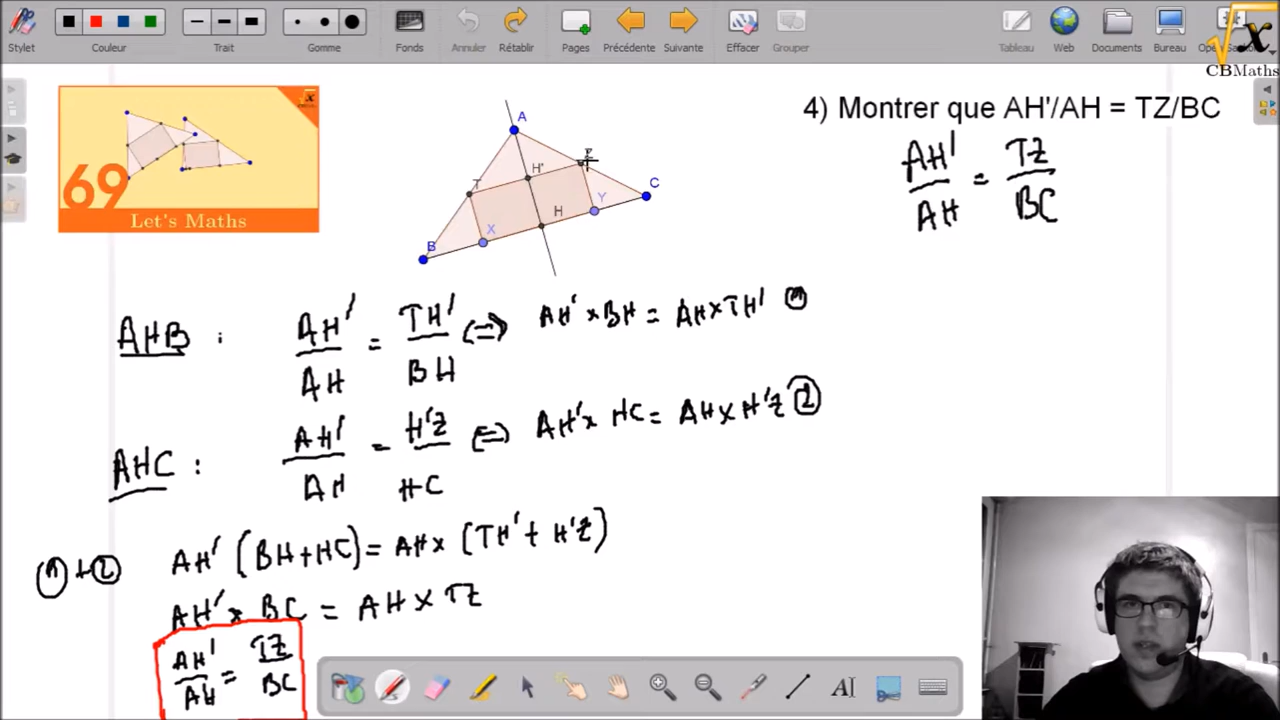 Stylet Couleur Trait Gomme Fonds Annuler Rétablir Pages Précédente Suivante Effacer Grouper Tableau Web Documents Bureau
x
CBMaths
69
Let's Maths
A
Z
T
H'
C
Y
H
X
B
4) Montrer que AH'/AH = TZ/BC
AH'/AH = TZ/BC
AHB : AH'/AH = TH'/BH <=> AH' x BH = AH x TH' 1
AHC : AH'/AH = H'Z/HC <=> AH' x HC = AH x H'Z 2
1 + 2 AH' (BH+HC) = AH x (TH' + H'Z)
AH' x BC = AH x TZ
AH'/AH = TZ/BC
AI